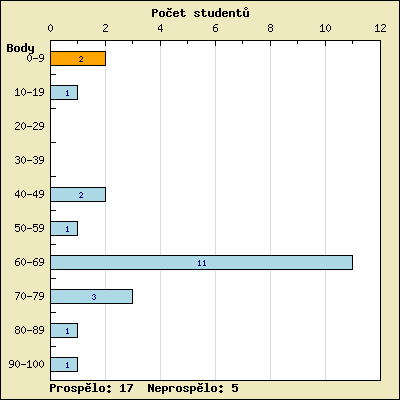 Počet studentů
0 2 4 6 8 10 12
Body
0-9 2
10-19 1
20-29
30-39
40-49 2
50-59 1
60-69 11
70-79 3
80-89 1
90-100 1
Prospělo: 17 Neprospělo: 5